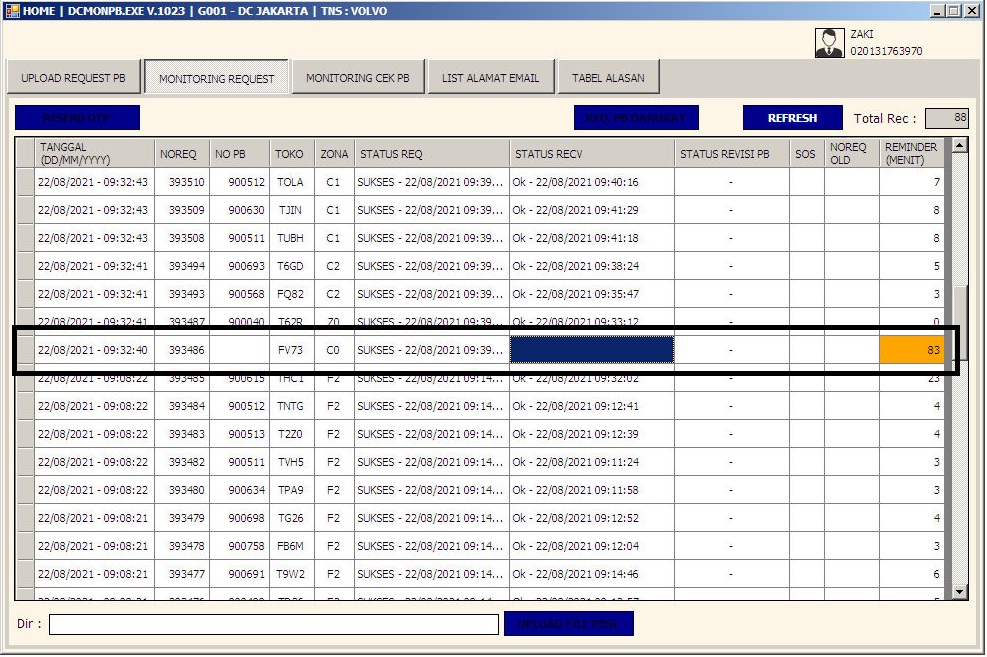 HOME | DCMONPB.EXE V.1023 | G001 - DC JAKARTA | TNS : VOLVO
ZAKI
020131763970
UPLOAD REQUEST PB MONITORING REQUEST MONITORING CEK PB LIST ALAMAT EMAIL TABEL ALASAN
RESEND OTP REQ. PB DARURAT REFRESH Total Rec : 88
TANGGAL (DD/MM/YYYY) NOREQ NO PB TOKO ZONA STATUS REQ STATUS RECV STATUS REVISI PB SOS NOREQ OLD REMINDER (MENIT)
22/08/2021 - 09:32:43 393510 900512 TOLA C1 SUKSES - 22/08/2021 09:39... Ok - 22/08/2021 09:40:16 - 7
22/08/2021 - 09:32:43 393509 900630 TJIN C1 SUKSES - 22/08/2021 09:39... Ok - 22/08/2021 09:41:29 - 8
22/08/2021 - 09:32:43 393508 900511 TUBH C1 SUKSES - 22/08/2021 09:39... Ok - 22/08/2021 09:41:18 - 8
22/08/2021 - 09:32:41 393494 900693 T6GD C2 SUKSES - 22/08/2021 09:39... Ok - 22/08/2021 09:38:24 - 5
22/08/2021 - 09:32:41 393493 900568 FQ82 C2 SUKSES - 22/08/2021 09:39... Ok - 22/08/2021 09:35:47 - 3
22/08/2021 - 09:32:41 393487 900040 T62R Z0 SUKSES - 22/08/2021 09:39... Ok - 22/08/2021 09:33:12 - 0
22/08/2021 - 09:32:40 393486 FV73 C0 SUKSES - 22/08/2021 09:39... - 83
22/08/2021 - 09:08:22 393485 900615 THC1 F2 SUKSES - 22/08/2021 09:14... Ok - 22/08/2021 09:32:02 - 23
22/08/2021 - 09:08:22 393484 900512 TNTG F2 SUKSES - 22/08/2021 09:14... Ok - 22/08/2021 09:12:41 - 4
22/08/2021 - 09:08:22 393483 900513 T2Z0 F2 SUKSES - 22/08/2021 09:14... Ok - 22/08/2021 09:12:39 - 4
22/08/2021 - 09:08:22 393482 900511 TVH5 F2 SUKSES - 22/08/2021 09:14... Ok - 22/08/2021 09:11:24 - 3
22/08/2021 - 09:08:22 393480 900634 TPA9 F2 SUKSES - 22/08/2021 09:14... Ok - 22/08/2021 09:11:58 - 3
22/08/2021 - 09:08:21 393479 900698 TG26 F2 SUKSES - 22/08/2021 09:14... Ok - 22/08/2021 09:12:52 - 4
22/08/2021 - 09:08:21 393478 900758 FB6M F2 SUKSES - 22/08/2021 09:14... Ok - 22/08/2021 09:12:04 - 3
22/08/2021 - 09:08:21 393477 900691 T9W2 F2 SUKSES - 22/08/2021 09:14... Ok - 22/08/2021 09:14:46 - 6
Dir : UPLOAD FILE PBSL